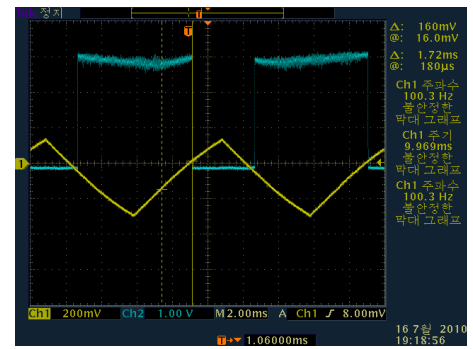 Tek 정지
T
T
Δ: 160mV
@: 16.0mV
Δ: 1.72ms
@: 180μs
Ch1 주파수
100.3 Hz
불안정한
막대 그래프
Ch1 주기
9.969ms
불안정한
막대 그래프
Ch1 주파수
100.3 Hz
불안정한
막대 그래프
1
Ch1 200mV Ch2 1.00 V M 2.00ms A Ch1 ʃ 8.00mV
T→▼ 1.06000ms
16 7월 2010
19:18:56